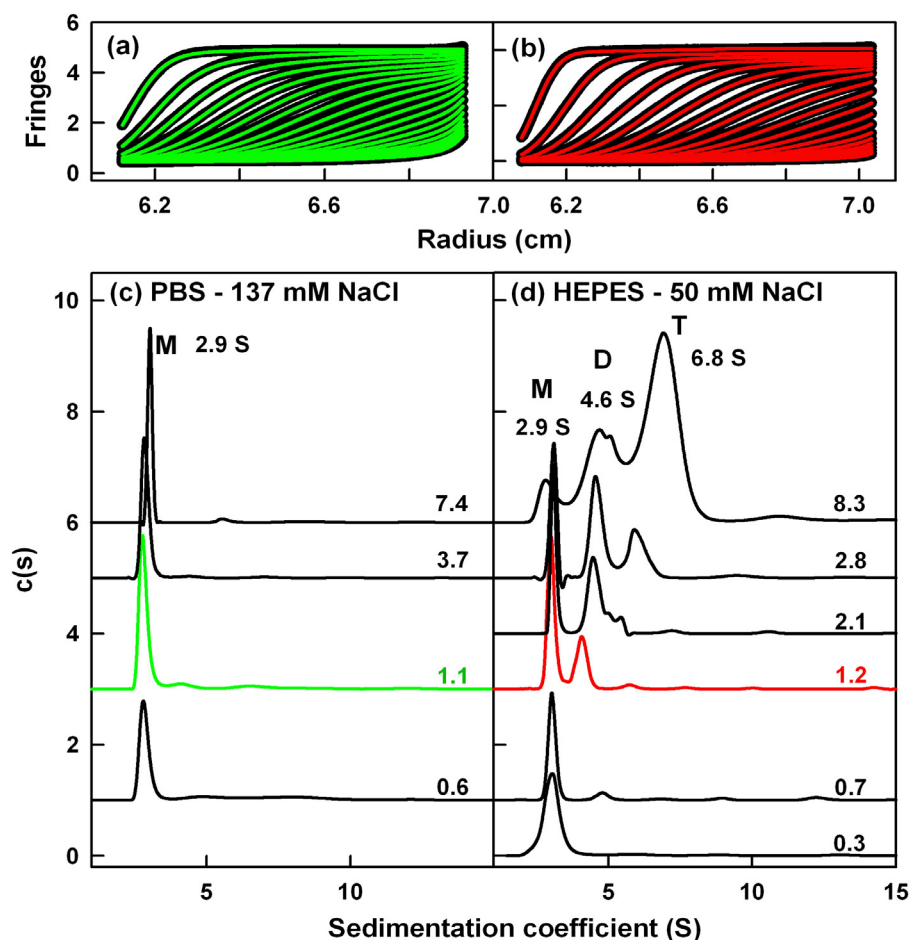 (a)
(b)
Fringes
6
4
2
0
6.2
6.6
7.0
6.2
6.6
7.0
Radius (cm)
(c) PBS - 137 mM NaCl
(d) HEPES - 50 mM NaCl
c(s)
10
8
6
4
2
0
M 2.9 S
7.4
3.7
1.1
0.6
T
6.8 S
D
4.6 S
M
2.9 S
8.3
2.8
2.1
1.2
0.7
0.3
5
10
5
10
15
Sedimentation coefficient (S)